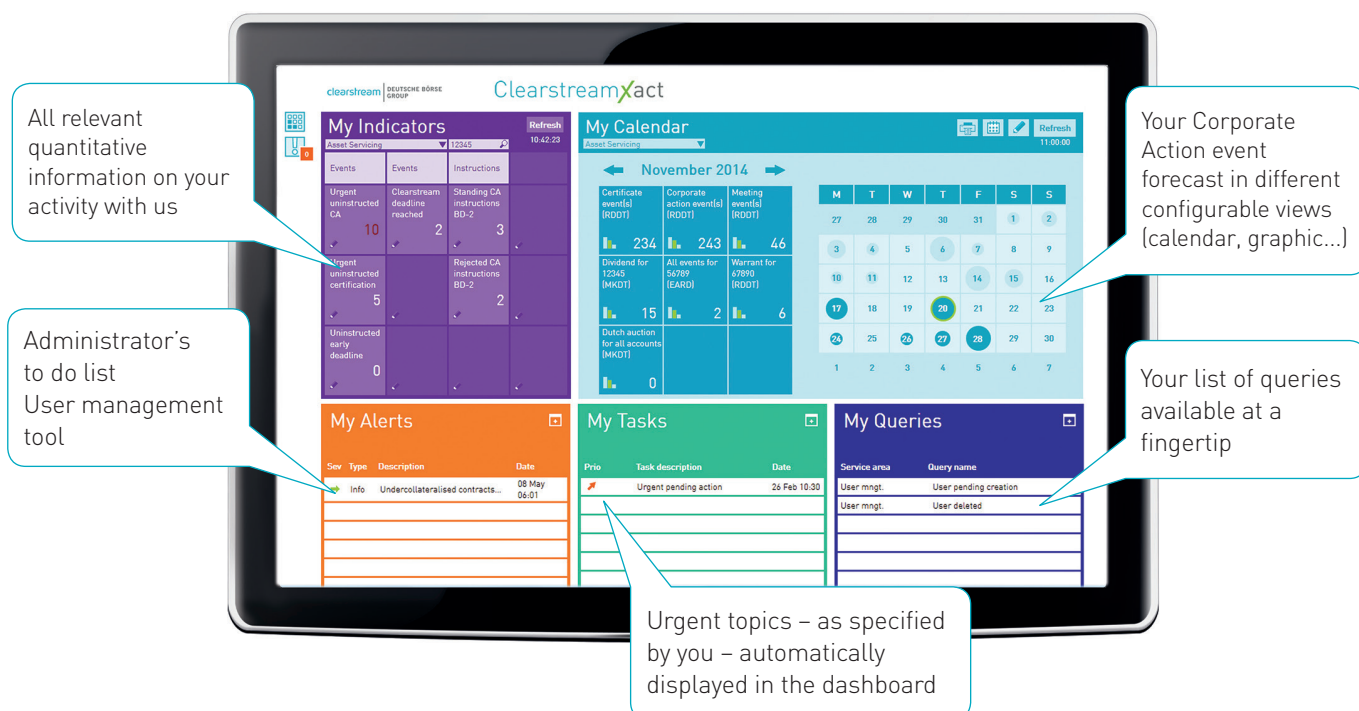 clearstream DEUTSCHE BÖRSE
GROUP
ClearstreamXact
All relevant
quantitative
information on your
activity with us
Administrator’s
to do list
User management
tool
0
My Indicators
Refresh
Asset Servicing
12345
10:42:23
Events Events Instructions
Urgent
uninstructed
CA
10
Clearstream
deadline
reached
2
Standing CA
instructions
BD-2
3
Urgent
uninstructed
certification
5
Rejected CA
instructions
BD-2
2
Uninstructed
early
deadline
0
My Calendar
Refresh
Asset Servicing
11:00:00
November 2014
Certificate
event(s)
(RDDT)
234
Corporate
action event(s)
(RDDT)
243
Meeting
event(s)
(RDDT)
46
Dividend for
12345
(MKDT)
15
All events for
56789
(EARD)
2
Warrant for
67890
(RDDT)
6
Dutch auction
for all accounts
(MKDT)
0
M T W T F S S
27 28 29 30 31 1 2
3 4 5 6 7 8 9
10 11 12 13 14 15 16
17 18 19 20 21 22 23
24 25 26 27 28 29 30
1 2 3 4 5 6 7
Your Corporate
Action event
forecast in different
configurable views
(calendar, graphic...)
Your list of queries
available at a
fingertip
My Alerts
Sev Type Description Date
Info Undercollateralised contracts... 08 May
06:01
My Tasks
Prio Task description Date
Urgent pending action 26 Feb 10:30
My Queries
Service area Query name
User mngt. User pending creation
User mngt. User deleted
Urgent topics – as specified
by you – automatically
displayed in the dashboard